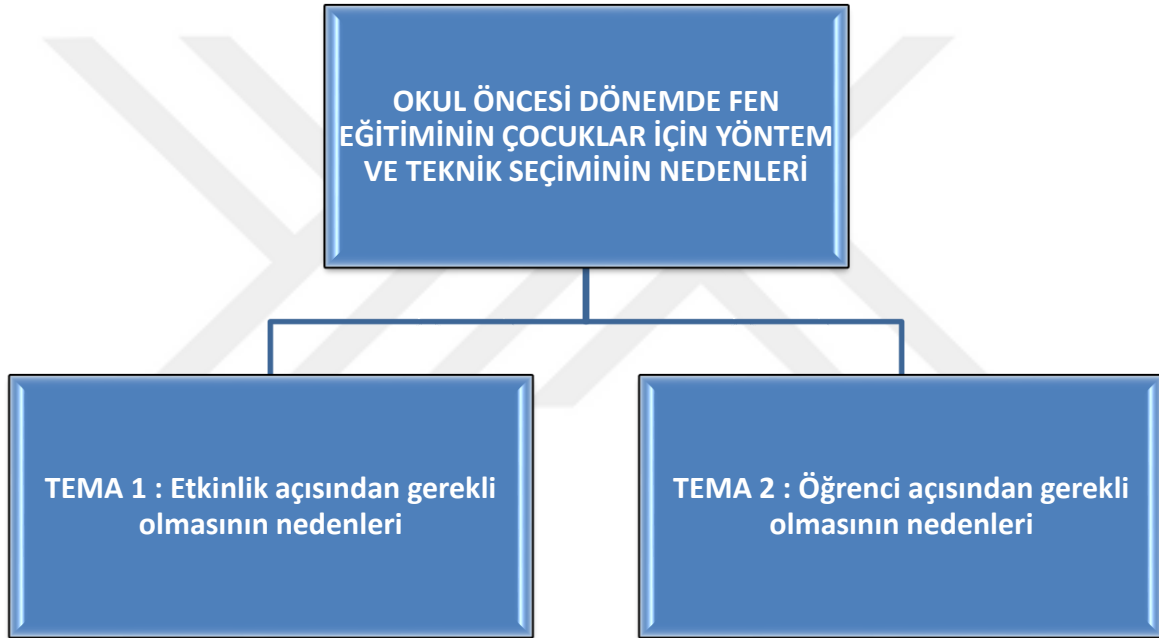 OKUL ÖNCESİ DÖNEMDE FEN
EĞİTİMİNİN ÇOCUKLAR İÇİN YÖNTEM
VE TEKNİK SEÇİMİNİN NEDENLERİ
TEMA 1 : Etkinlik açısından gerekli
olmasının nedenleri
TEMA 2 : Öğrenci açısından gerekli
olmasının nedenleri